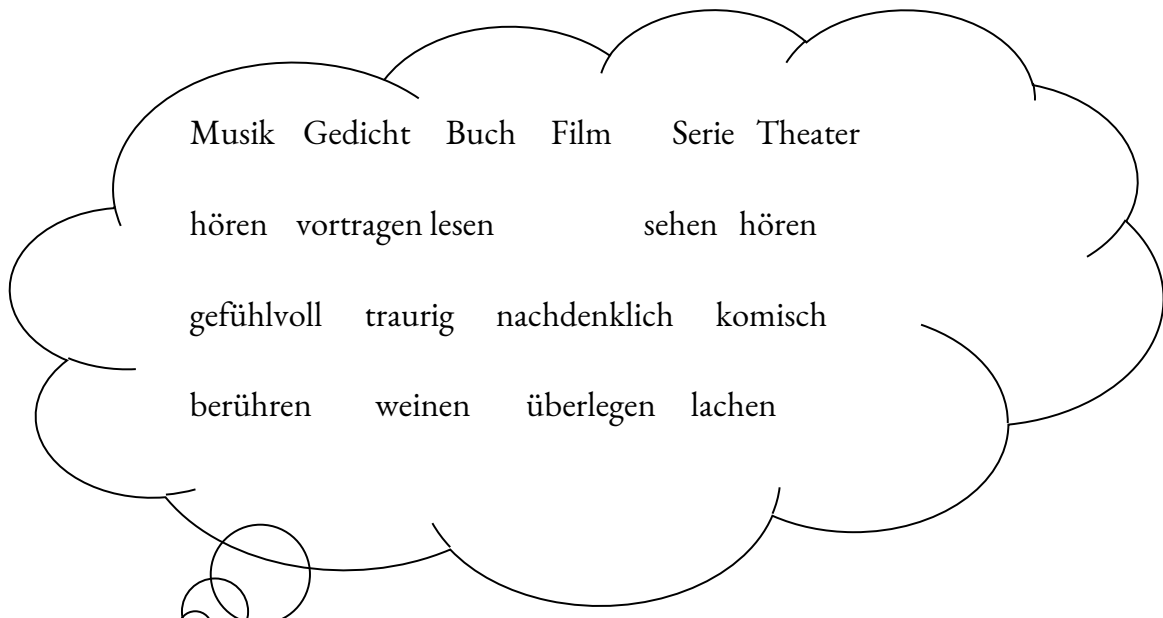 Musik Gedicht Buch Film Serie Theater
hören vortragen lesen sehen hören
gefühlvoll traurig nachdenklich komisch
berühren weinen überlegen lachen